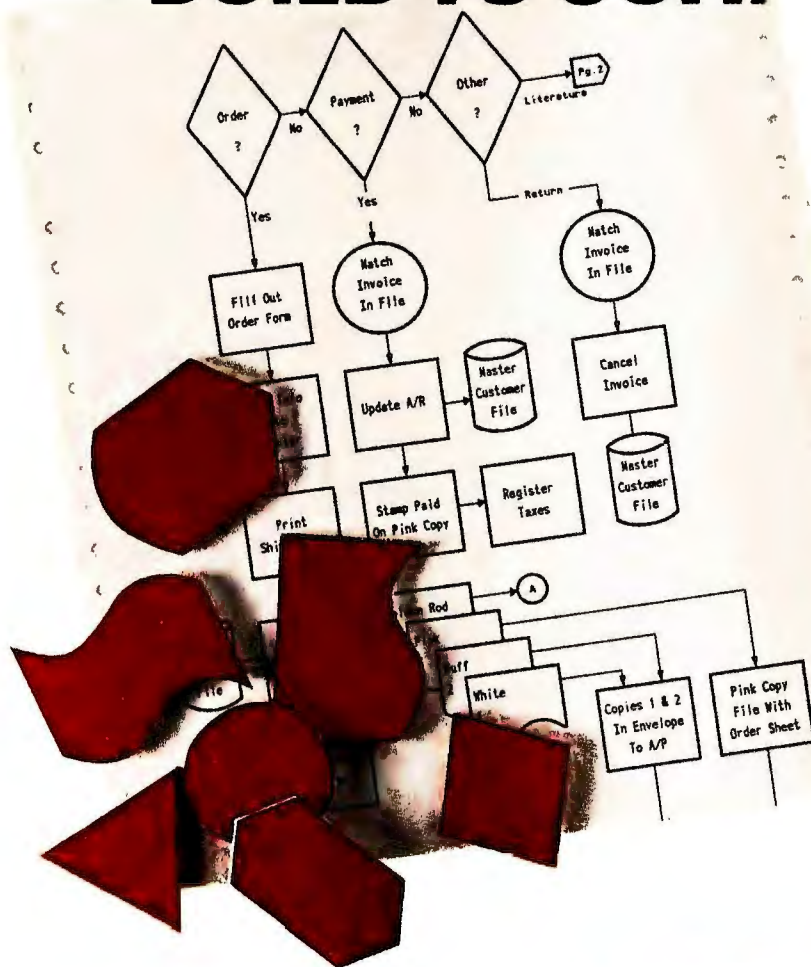 Order
?
No
Payment
?
No
Other
?
Literature
Pg.2
Yes
Yes
Return
Fill Out
Order Form
Match
Invoice
In File
Match
Invoice
In File
Update A/R
Master
Customer
File
Cancel
Invoice
Master
Customer
File
Print
Stamp Paid
On Pink Copy
Register
Taxes
Rod
A
White
Copies 1 & 2
In Envelope
To A/P
Pink Copy
File With
Order Sheet
File